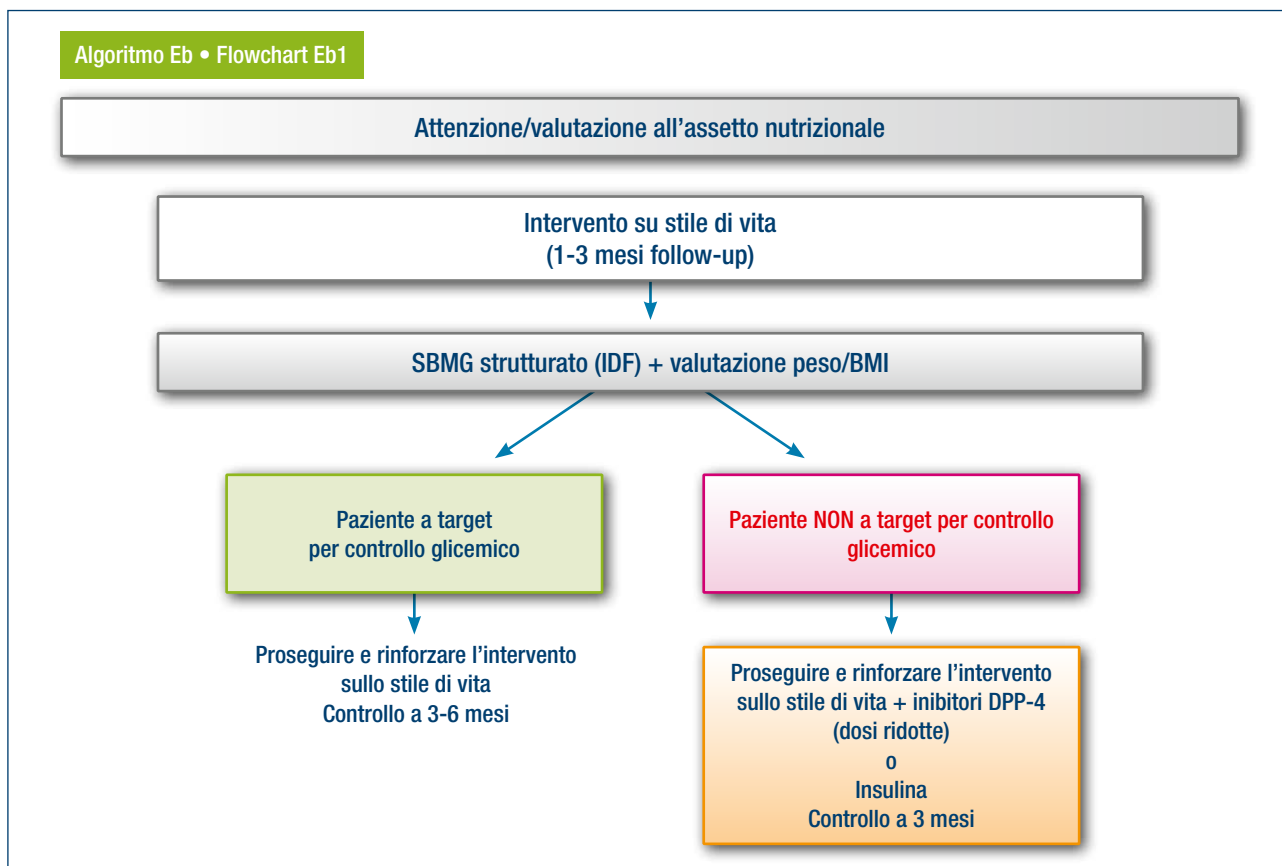 Algoritmo Eb • Flowchart Eb1
Attenzione/valutazione all’assetto nutrizionale
Intervento su stile di vita
(1-3 mesi follow-up)
SBMG strutturato (IDF) + valutazione peso/BMI
Paziente a target
per controllo glicemico
Paziente NON a target per controllo
glicemico
Proseguire e rinforzare l’intervento
sullo stile di vita
Controllo a 3-6 mesi
Proseguire e rinforzare l’intervento
sullo stile di vita + inibitori DPP-4
(dosi ridotte)
o
Insulina
Controllo a 3 mesi